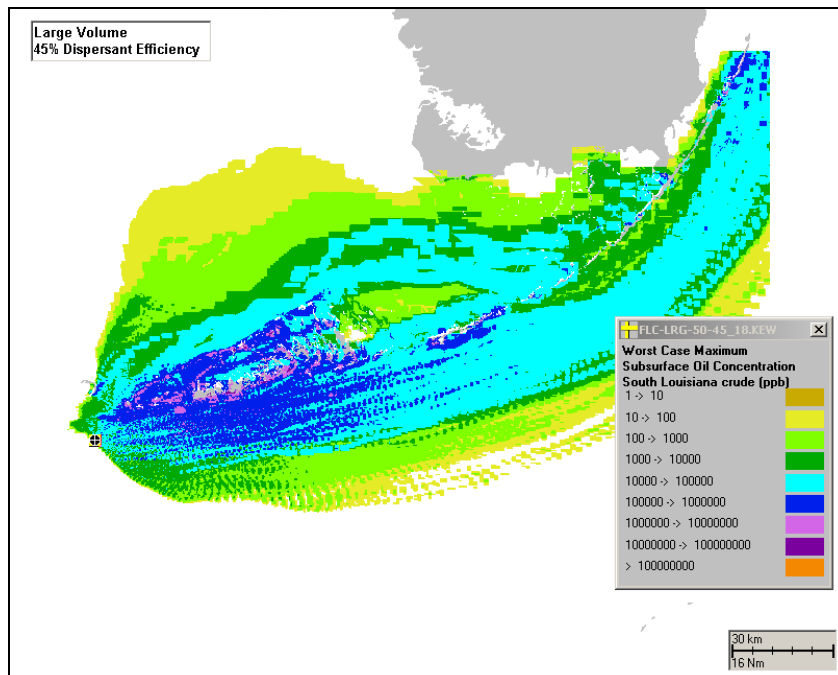 Large Volume
45% Dispersant Efficiency
FLC-LRG-50-45_18.KEW
Worst Case Maximum
Subsurface Oil Concentration
South Louisiana crude (ppb)
1 -> 10
10 -> 100
100 -> 1000
1000 -> 10000
10000 -> 100000
100000 -> 1000000
1000000 -> 10000000
10000000 -> 100000000
> 100000000
30 km
16 Nm